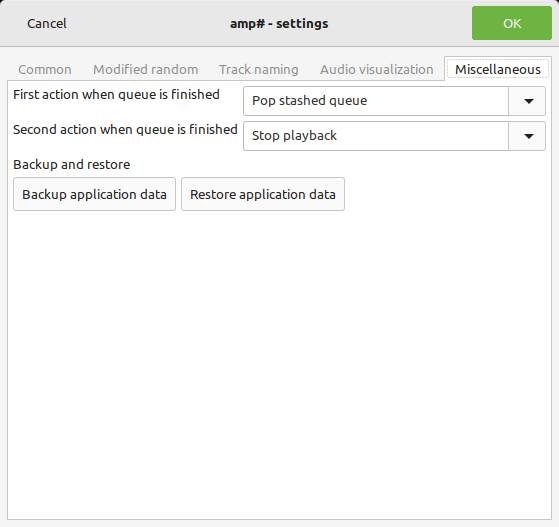 Cancel amp# - settings OK
Common Modified random Track naming Audio visualization Miscellaneous
First action when queue is finished Pop stashed queue
Second action when queue is finished Stop playback
Backup and restore
Backup application data Restore application data